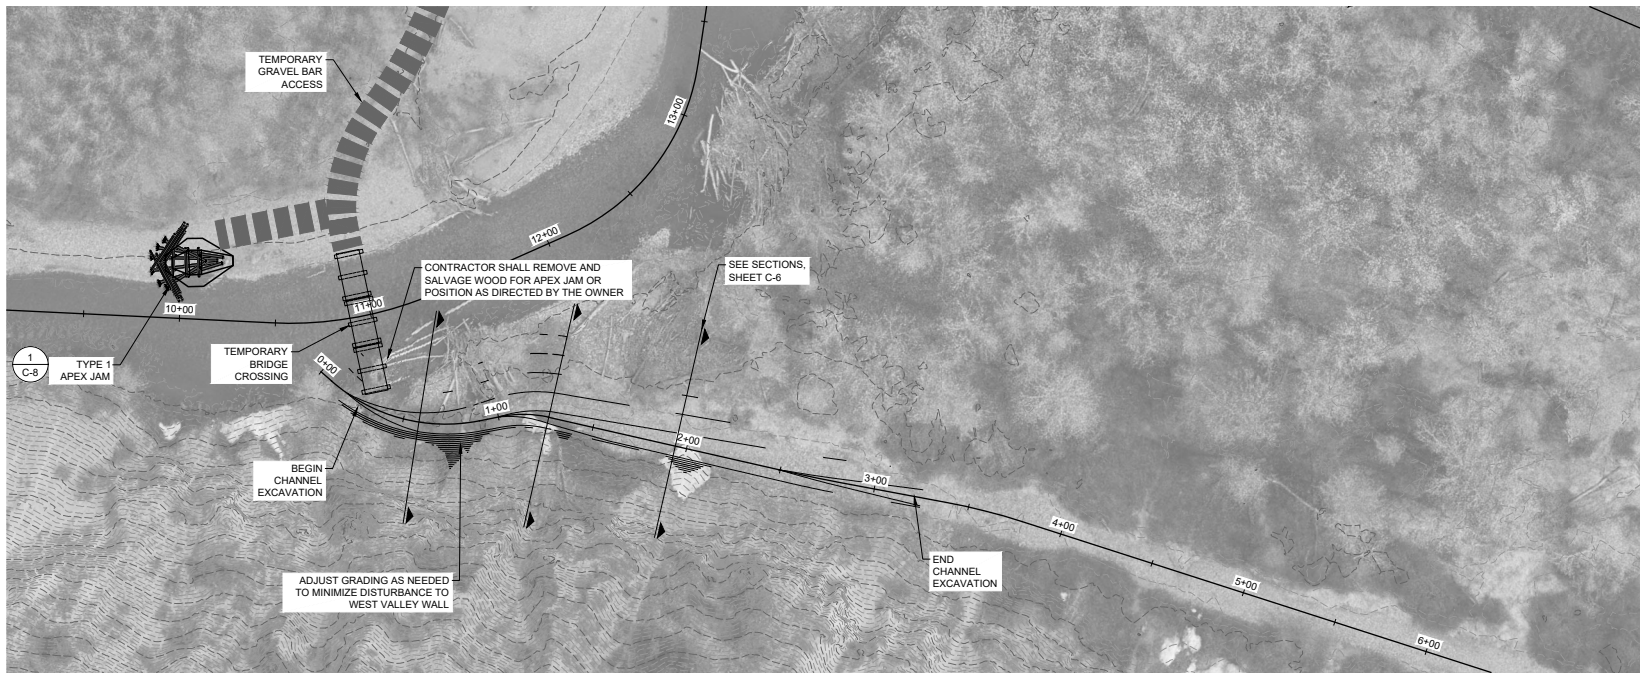 TEMPORARY
GRAVEL BAR
ACCESS
13+00
12+00
CONTRACTOR SHALL REMOVE AND
SALVAGE WOOD FOR APEX JAM OR
POSITION AS DIRECTED BY THE OWNER
SEE SECTIONS,
SHEET C-6
10+00
11+00
1
C-8
TYPE 1
APEX JAM
TEMPORARY
BRIDGE
CROSSING
0+00
1+00
2+00
3+00
BEGIN
CHANNEL
EXCAVATION
4+00
END
CHANNEL
EXCAVATION
ADJUST GRADING AS NEEDED
TO MINIMIZE DISTURBANCE TO
WEST VALLEY WALL
5+00
6+00